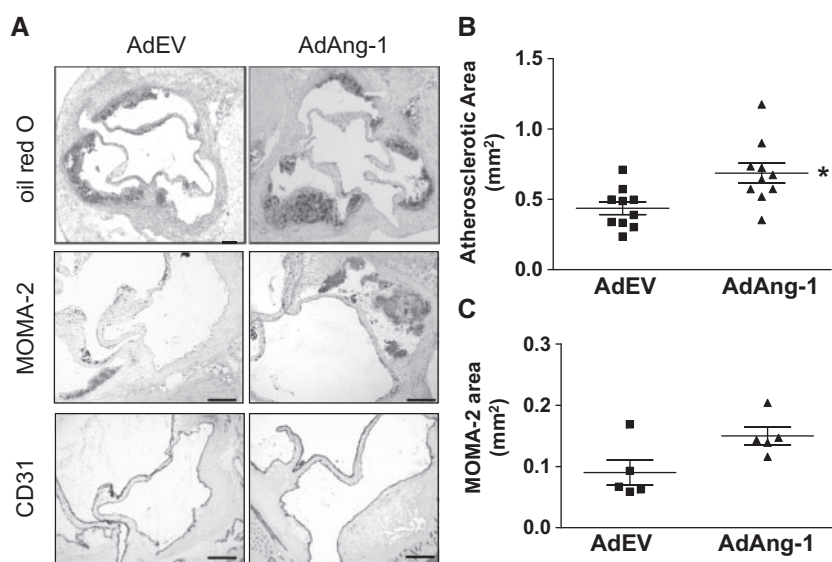 A
AdEV
AdAng-1
oil red O
MOMA-2
CD31
B
Atherosclerotic Area
(mm²)
1.5
1.0
0.5
0.0
*
AdEV
AdAng-1
C
MOMA-2 area
(mm²)
0.3
0.2
0.1
0.0
AdEV
AdAng-1